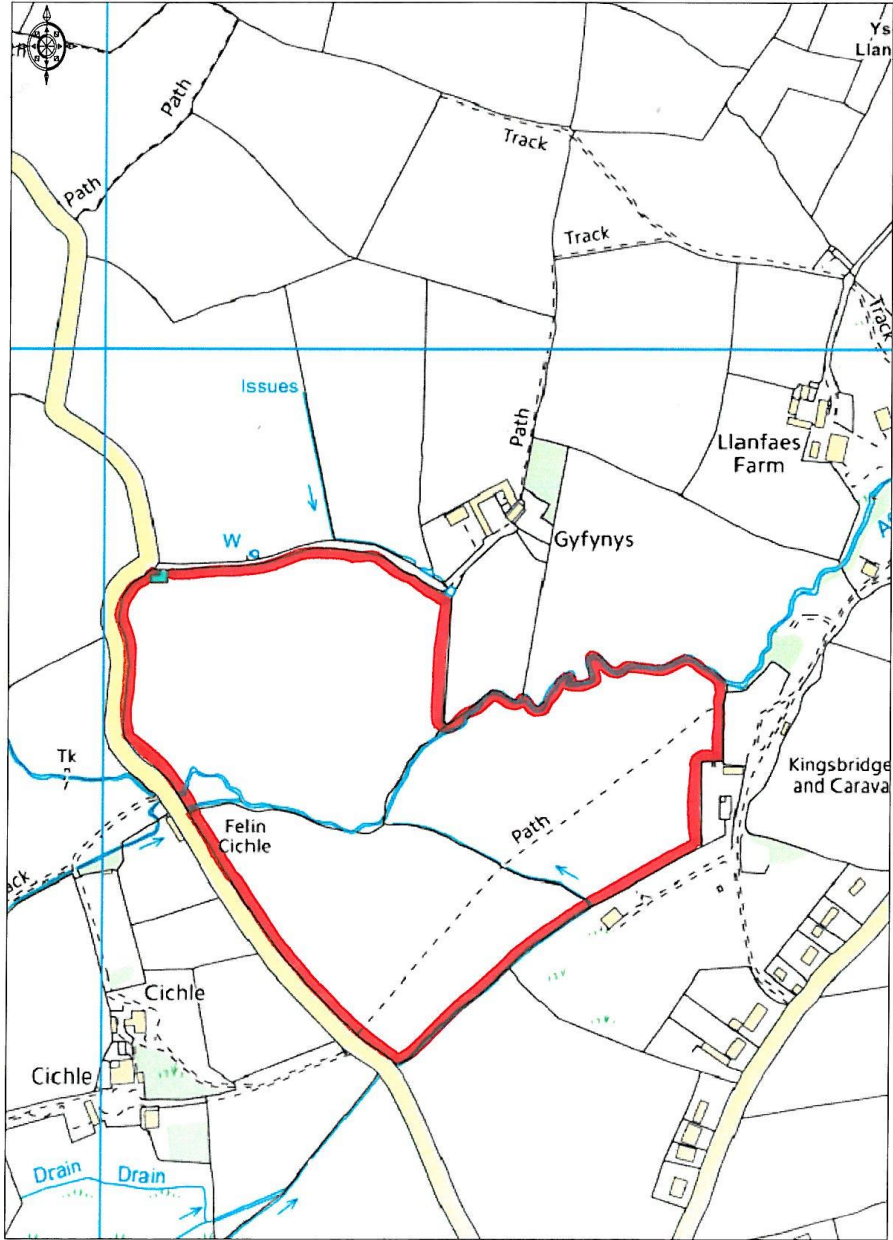 Ys
Llan
Path
Track
Path
Track
Track
Issues
Path
Llanfaes
Farm
W
Gyfynys
Tk
Kingsbridge
and Carava
Felin
Cichle
Path
ack
Cichle
Cichle
Drain
Drain